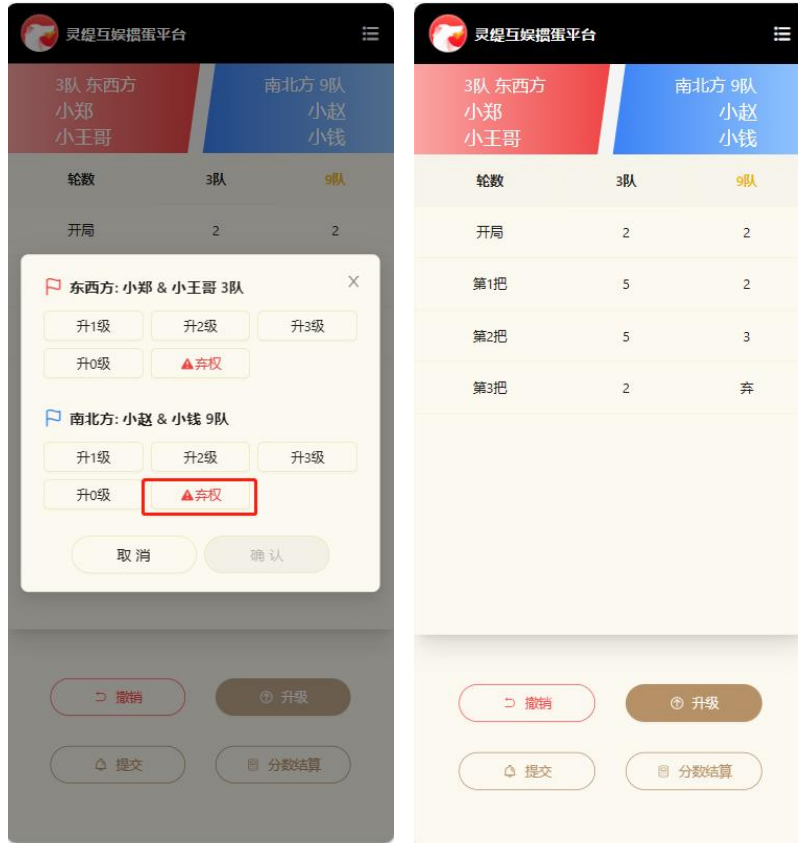 灵缇互娱掼蛋平台
3队 东西方 南北方 9队
小郑 小赵
小王哥 小钱
轮数 3队 9队
开局 2 2
东西方: 小郑 & 小王哥 3队
升1级 升2级 升3级
升0级 弃权
南北方: 小赵 & 小钱 9队
升1级 升2级 升3级
升0级 弃权
取消 确认
撤销 升级
提交 分数结算
灵缇互娱掼蛋平台
3队 东西方 南北方 9队
小郑 小赵
小王哥 小钱
轮数 3队 9队
开局 2 2
第1把 5 2
第2把 5 3
第3把 2 弃
撤销 升级
提交 分数结算